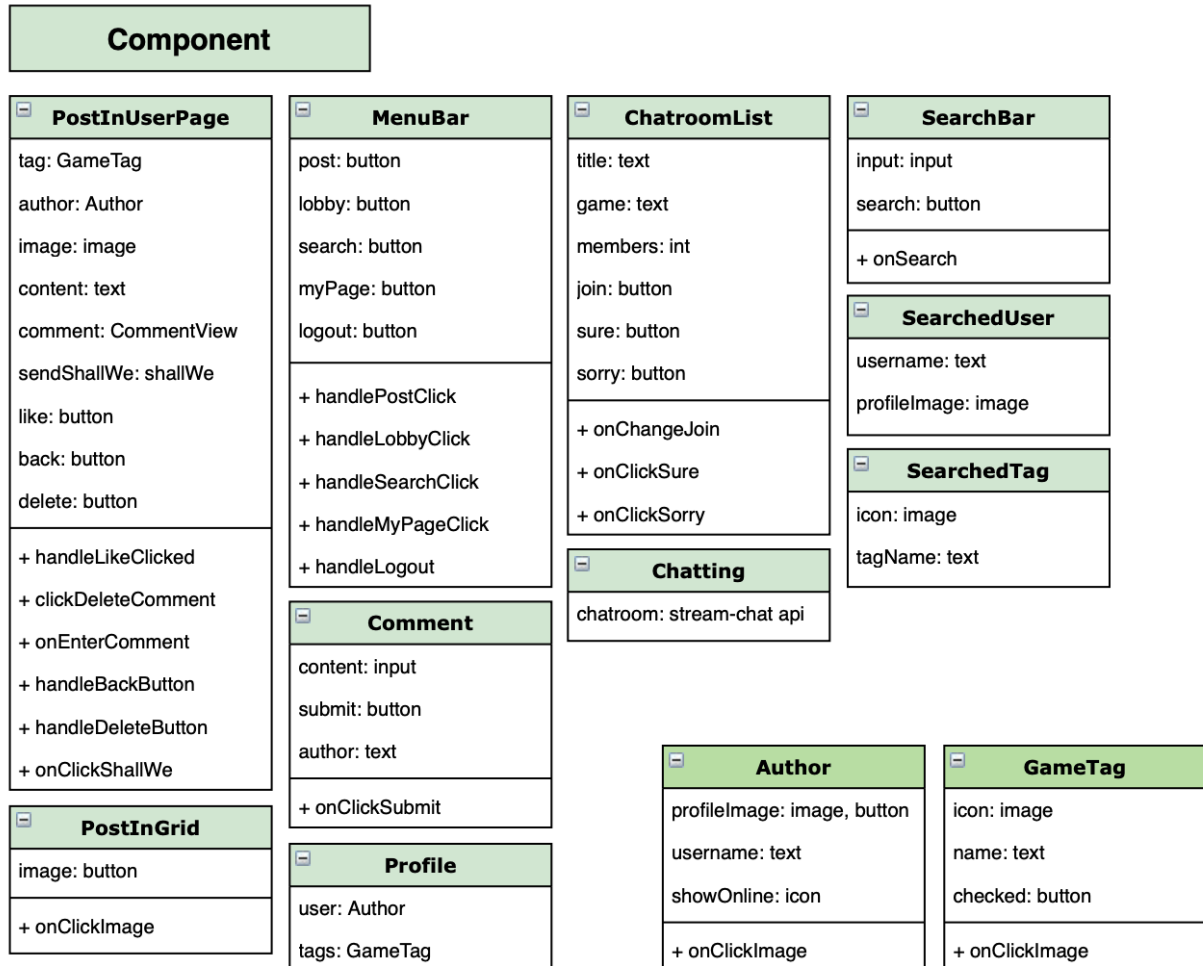 Component
PostInUserPage
tag: GameTag
author: Author
image: image
content: text
comment: CommentView
sendShallWe: shallWe
like: button
back: button
delete: button
+ handleLikeClicked
+ clickDeleteComment
+ onEnterComment
+ handleBackButton
+ handleDeleteButton
+ onClickShallWe
PostInGrid
image: button
+ onClickImage
MenuBar
post: button
lobby: button
search: button
myPage: button
logout: button
+ handlePostClick
+ handleLobbyClick
+ handleSearchClick
+ handleMyPageClick
+ handleLogout
Comment
content: input
submit: button
author: text
+ onClickSubmit
Profile
user: Author
tags: GameTag
ChatroomList
title: text
game: text
members: int
join: button
sure: button
sorry: button
+ onChangeJoin
+ onClickSure
+ onClickSorry
Chatting
chatroom: stream-chat api
SearchBar
input: input
search: button
+ onSearch
SearchedUser
username: text
profileImage: image
SearchedTag
icon: image
tagName: text
Author
profileImage: image, button
username: text
showOnline: icon
+ onClickImage
GameTag
icon: image
name: text
checked: button
+ onClickImage